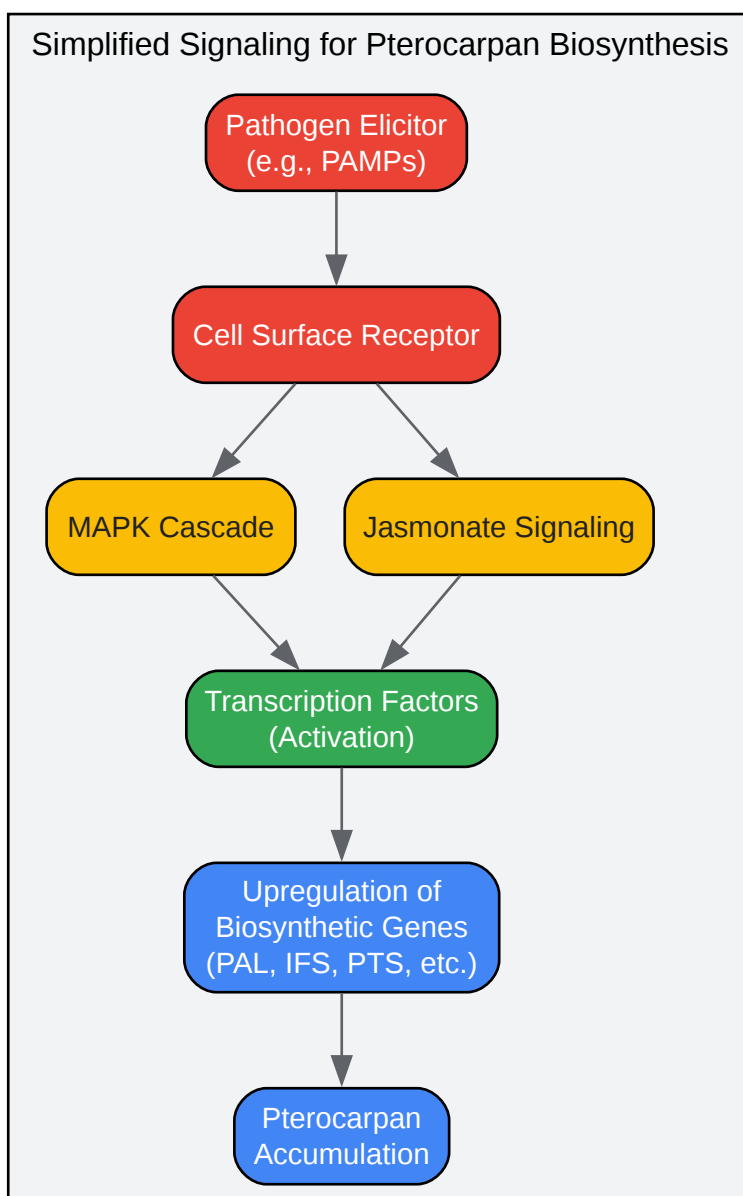 Simplified Signaling for Pterocarpan Biosynthesis
Pathogen Elicitor
(e.g., PAMPs)
Cell Surface Receptor
MAPK Cascade
Jasmonate Signaling
Transcription Factors
(Activation)
Upregulation of
Biosynthetic Genes
(PAL, IFS, PTS, etc.)
Pterocarpan
Accumulation